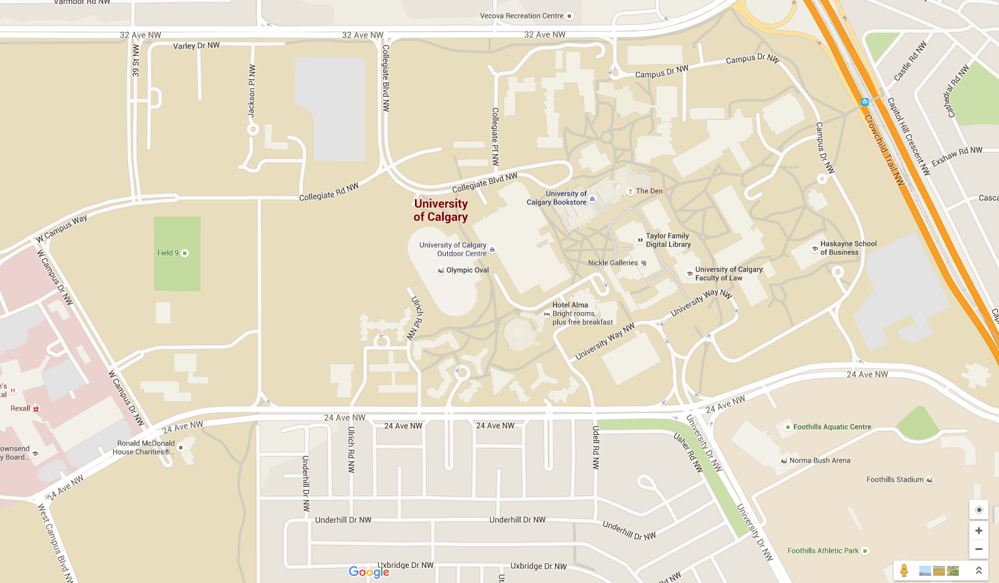 Varmoor Rd NW
Vecova Recreation Centre
32 Ave NW
32 Ave NW
32 Ave NW
Varley Dr NW
39 St NW
Jackson Pl NW
Collegiate Blvd NW
Campus Dr NW
Campus Dr NW
Castle Rd NW
Cathedral Rd NW
Capitol Hill Crescent NW
Crowchild Trail NW
Campus Dr NW
Exshaw Rd NW
Collegiate Pl NW
Collegiate Blvd NW
Collegiate Rd NW
The Den
University of
Calgary Bookstore
University
of Calgary
W Campus Way
Taylor Family
Digital Library
Haskayne School
of Business
University of Calgary
Outdoor Centre
Field 9
Olympic Oval
Nickle Galleries
University of Calgary:
Faculty of Law
W Campus Dr NW
University Way NW
Hotel Alma
Bright rooms,
plus free breakfast
Ulrich Rd NW
University Way NW
24 Ave NW
W Campus Dr NW
H
Rexall
24 Ave NW
24 Ave NW
24 Ave NW
24 Ave NW
24 Ave NW
Foothills Aquatic Centre
Ronald McDonald
House Charities®...
Ulrich Rd NW
Udell Rd NW
Usher Rd NW
University Dr NW
Underhill Dr NW
Norma Bush Arena
Foothills Stadium
24 Ave NW
West Campus Blvd NW
Underhill Dr NW
Underhill Dr NW
Underhill Dr NW
University Dr NW
Foothills Athletic Park
Google
Uxbridge Dr NW
Uxbridge Dr NW